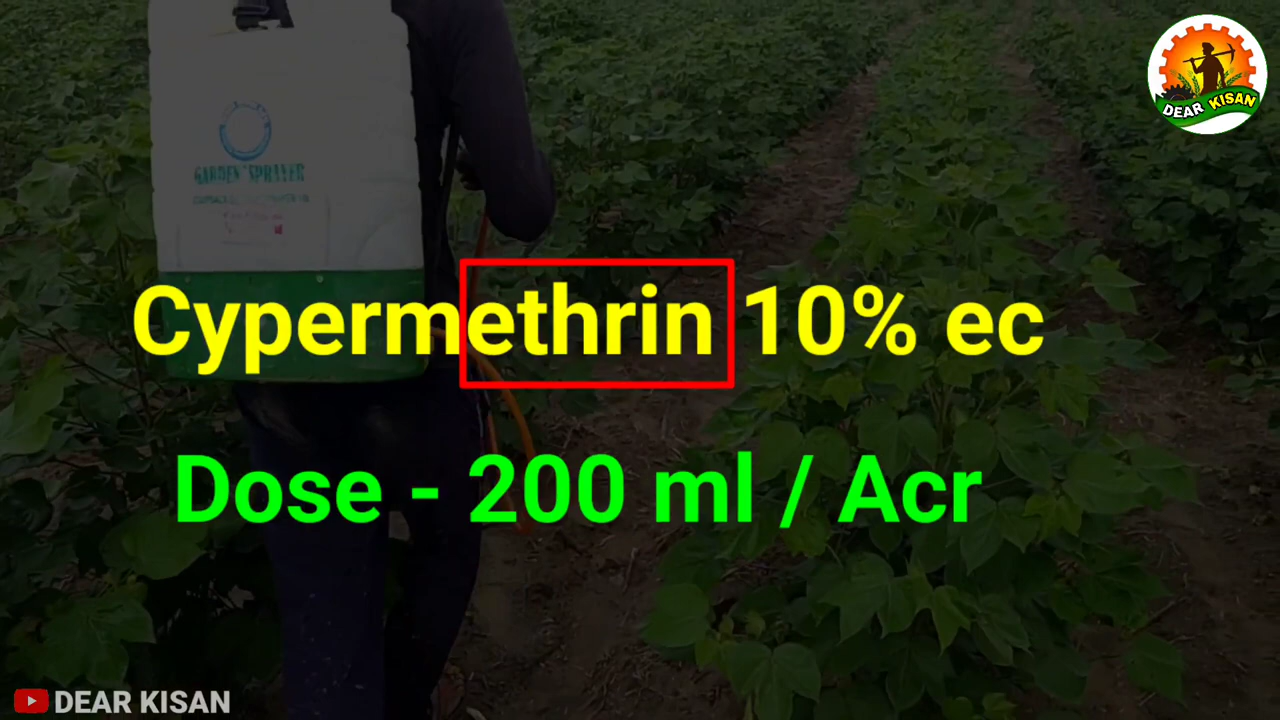 DEAR KISAN
GARDEN SPRAYER
Cypermethrin 10% ec
Dose - 200 ml / Acr
DEAR KISAN